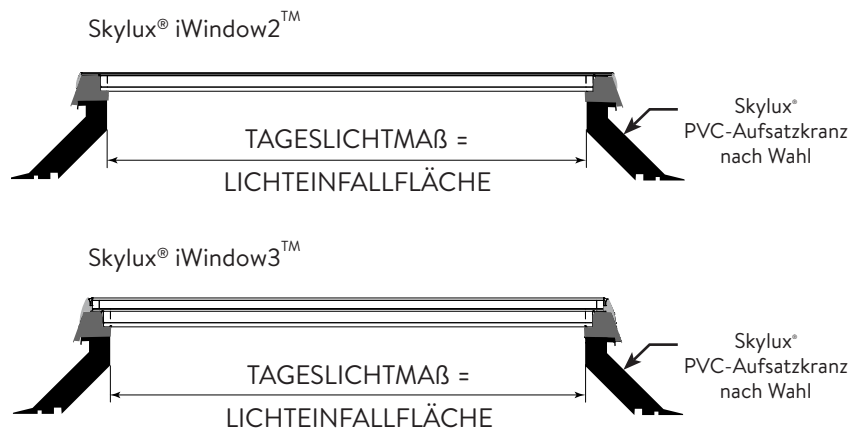 Skylux® iWindow2™
Skylux®
PVC-Aufsatzkranz
nach Wahl
TAGESLICHTMAß =
LICHTEINFALLFLÄCHE
Skylux® iWindow3™
Skylux®
PVC-Aufsatzkranz
nach Wahl
TAGESLICHTMAß =
LICHTEINFALLFLÄCHE